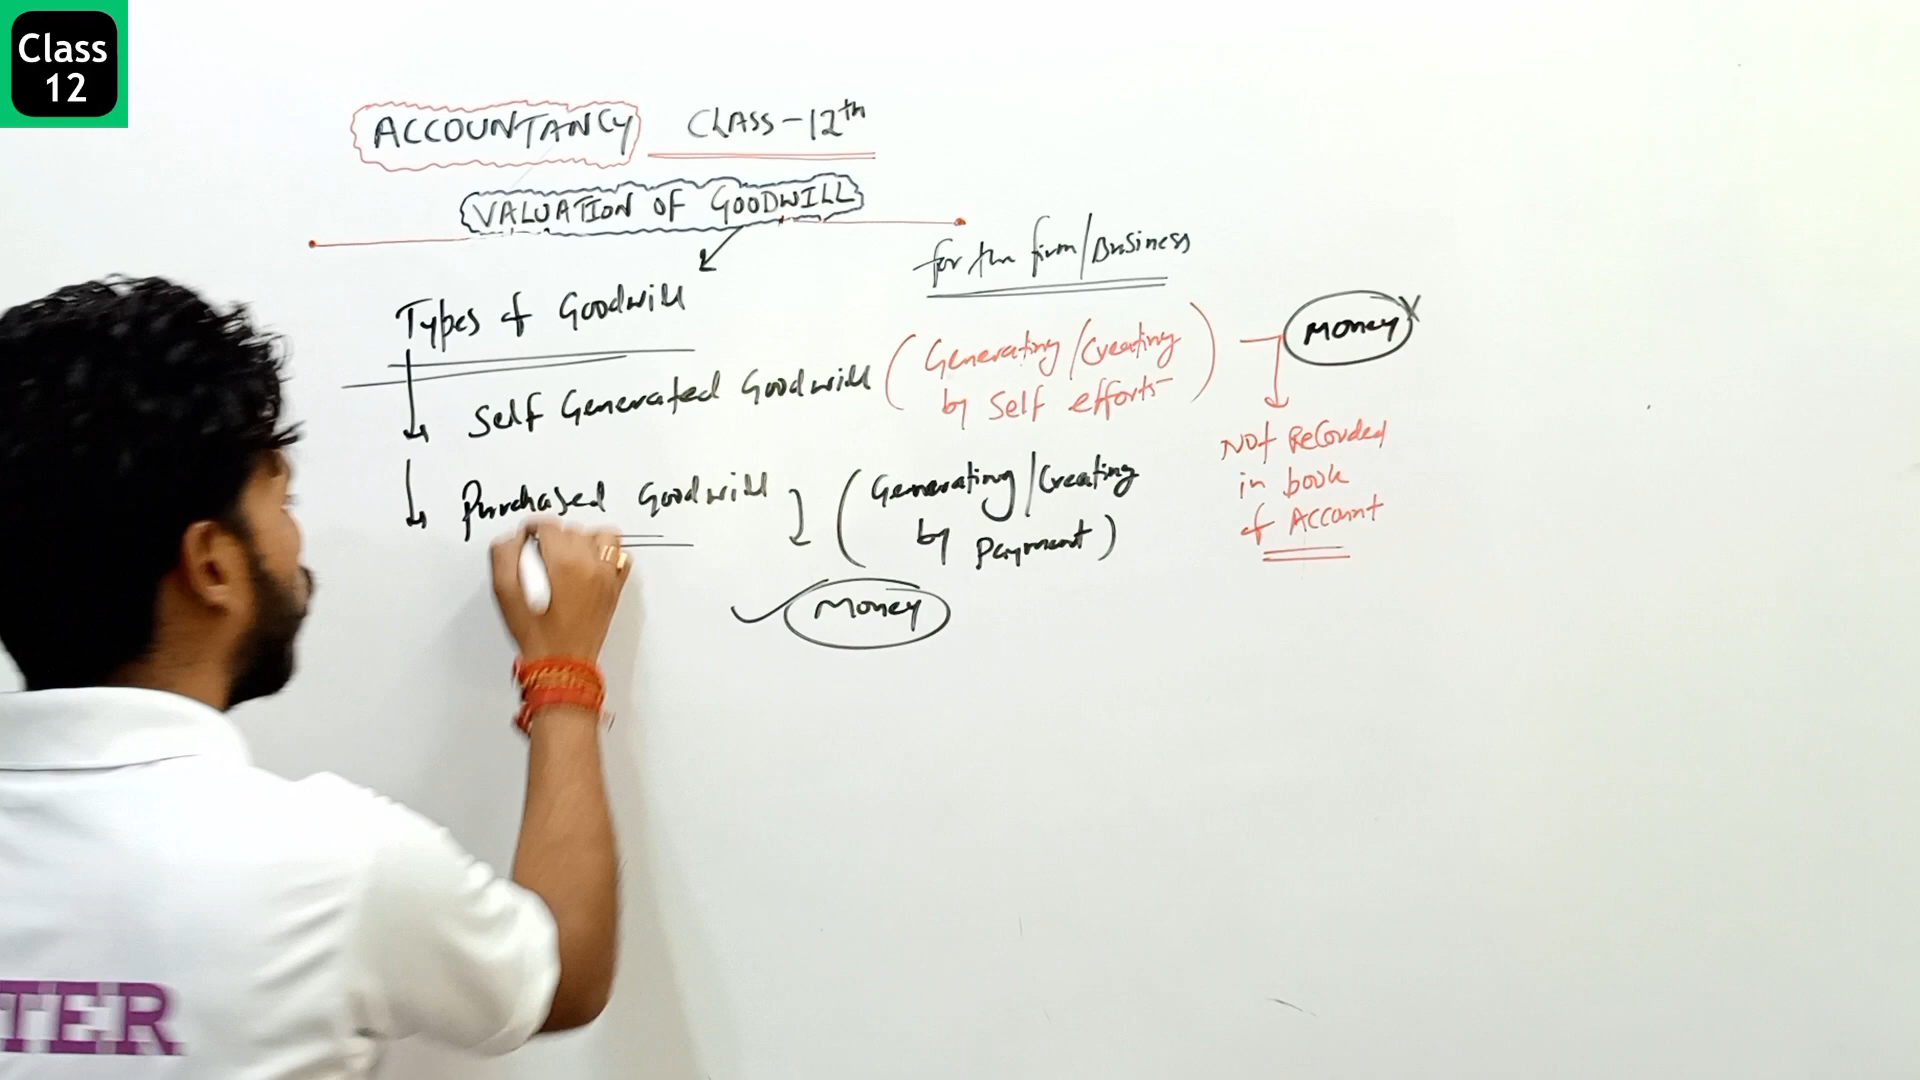 Class
12
ACCOUNTANCY CLASS-12th
VALUATION OF GOODWILL
for the firm/Business
Types of Goodwill
Self Generated Goodwill (Generating/Creating
by Self efforts)
Money X
Not Recorded
in book
of Account
Purchased Goodwill (Generating/Creating
by payment)
Money
TER